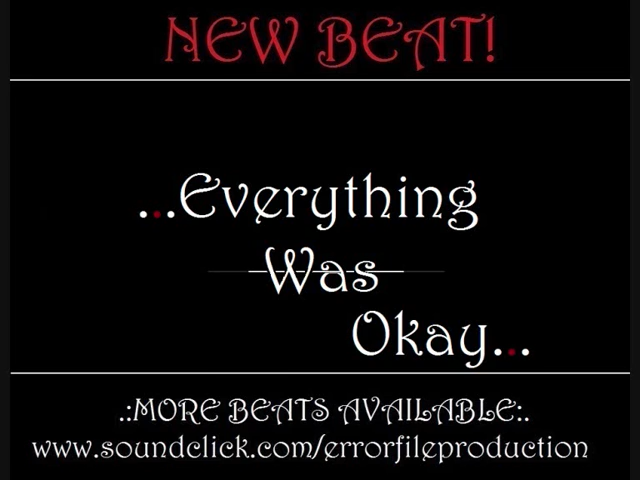 NEW BEAT!
...Everything
Was
Okay...
.:MORE BEATS AVAILABLE:.
www.soundclick.com/errorfileproduction